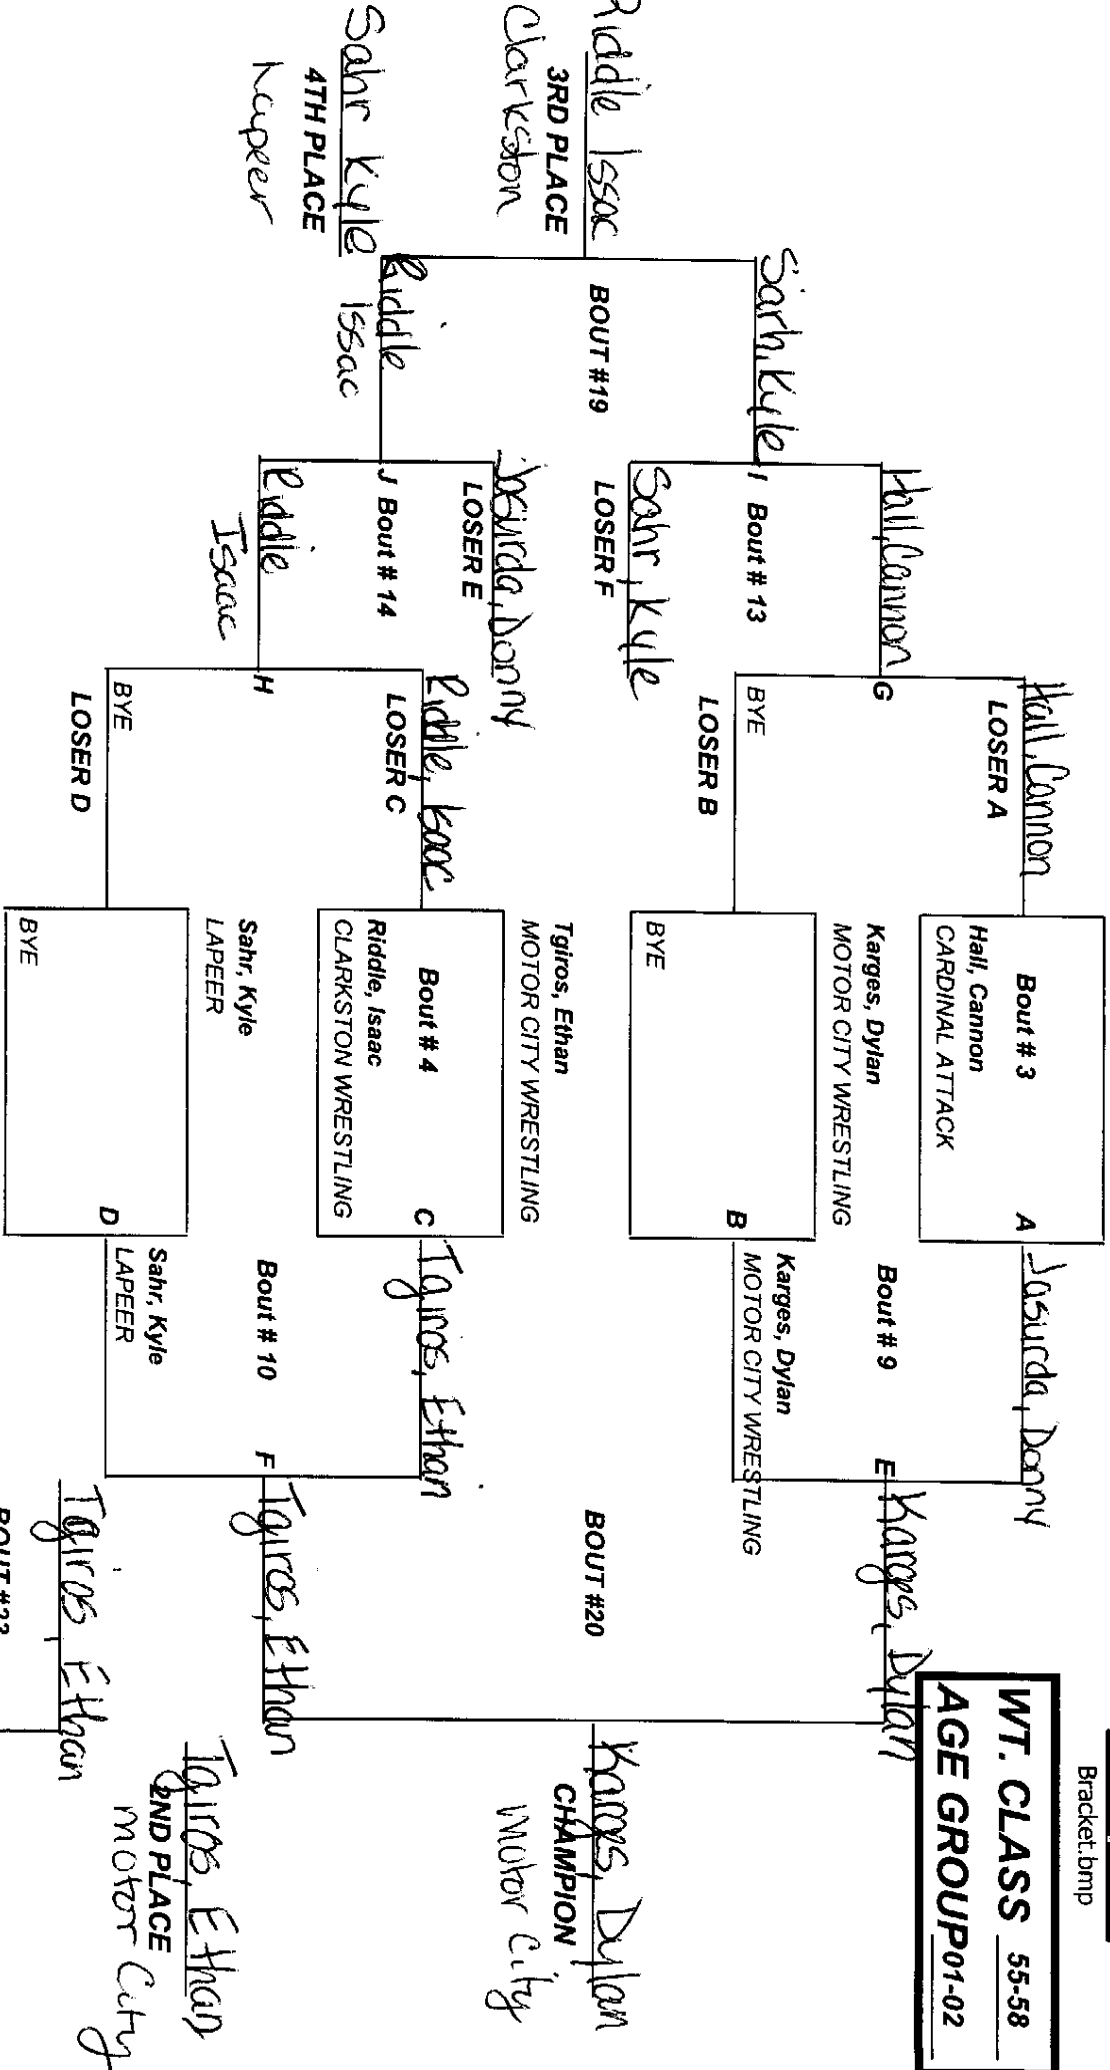 Bracket.bmp
WT. CLASS 55-58
AGE GROUP 01-02
Hall, Cannon
LOSER A
Bout # 3
A
Hall, Cannon
CARDINAL ATTACK
Jasurda, Donny
Hall, Cannon
G
Karges, Dylan
MOTOR CITY WRESTLING
Bout # 9
E
Karges, Dylan
Sarh, Kyle
I Bout # 13
BYE
LOSER B
B
Karges, Dylan
MOTOR CITY WRESTLING
Sahr, Kyle
LOSER F
BYE
Riddle Issac
3RD PLACE
Clarkston
BOUT #19
BOUT #20
Karges, Dylan
CHAMPION
Motor City
Jasurda, Donny
LOSER E
Tgiros, Ethan
MOTOR CITY WRESTLING
Riddle, Isaac
LOSER C
Bout # 4
C
Riddle, Isaac
CLARKSTON WRESTLING
Tgiros, Ethan
Riddle
Issac
J Bout # 14
Sahr Kyle
4TH PLACE
Lapeer
Riddle
Isaac
H
Sahr, Kyle
LAPEER
Bout # 10
F
Tgiros, Ethan
BYE
LOSER D
D
Sahr, Kyle
LAPEER
BYE
Tgiros, Ethan
2ND PLACE
Motor City
Tgiros, Ethan